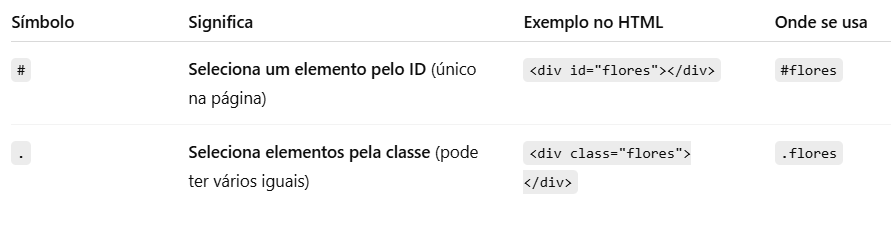 Símbolo Significa Exemplo no HTML Onde se usa
# Seleciona um elemento pelo ID (único <div id="flores"></div> #flores
na página)
. Seleciona elementos pela classe (pode <div class="flores"> .flores
ter vários iguais) </div>